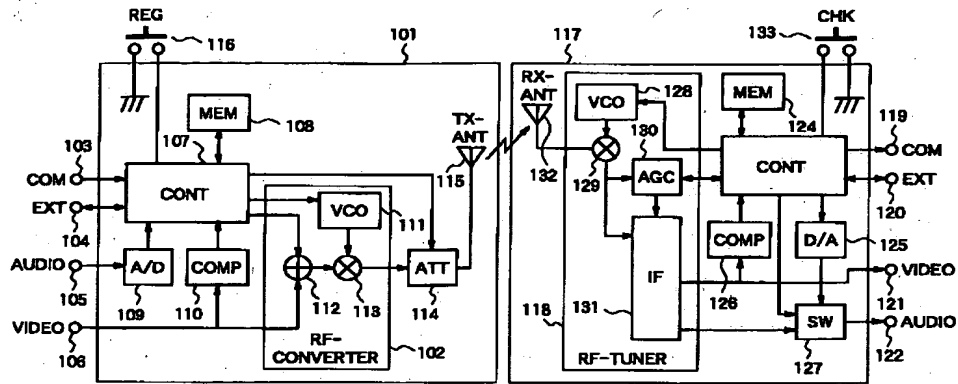 REG
116
101
117
CHK
133
MEM
108
107
TX-ANT
115
RX-ANT
132
VCO
128
129
130
AGC
MEM
124
119
103
COM
CONT
CONT
COM
EXT
104
EXT
120
VCO
111
A/D
COMP
ATT
COMP
D/A
125
AUDIO
105
109
110
112
113
114
IF
126
VIDEO
121
118
131
VIDEO
106
RF-CONVERTER
102
RF-TUNER
SW
127
AUDIO
122